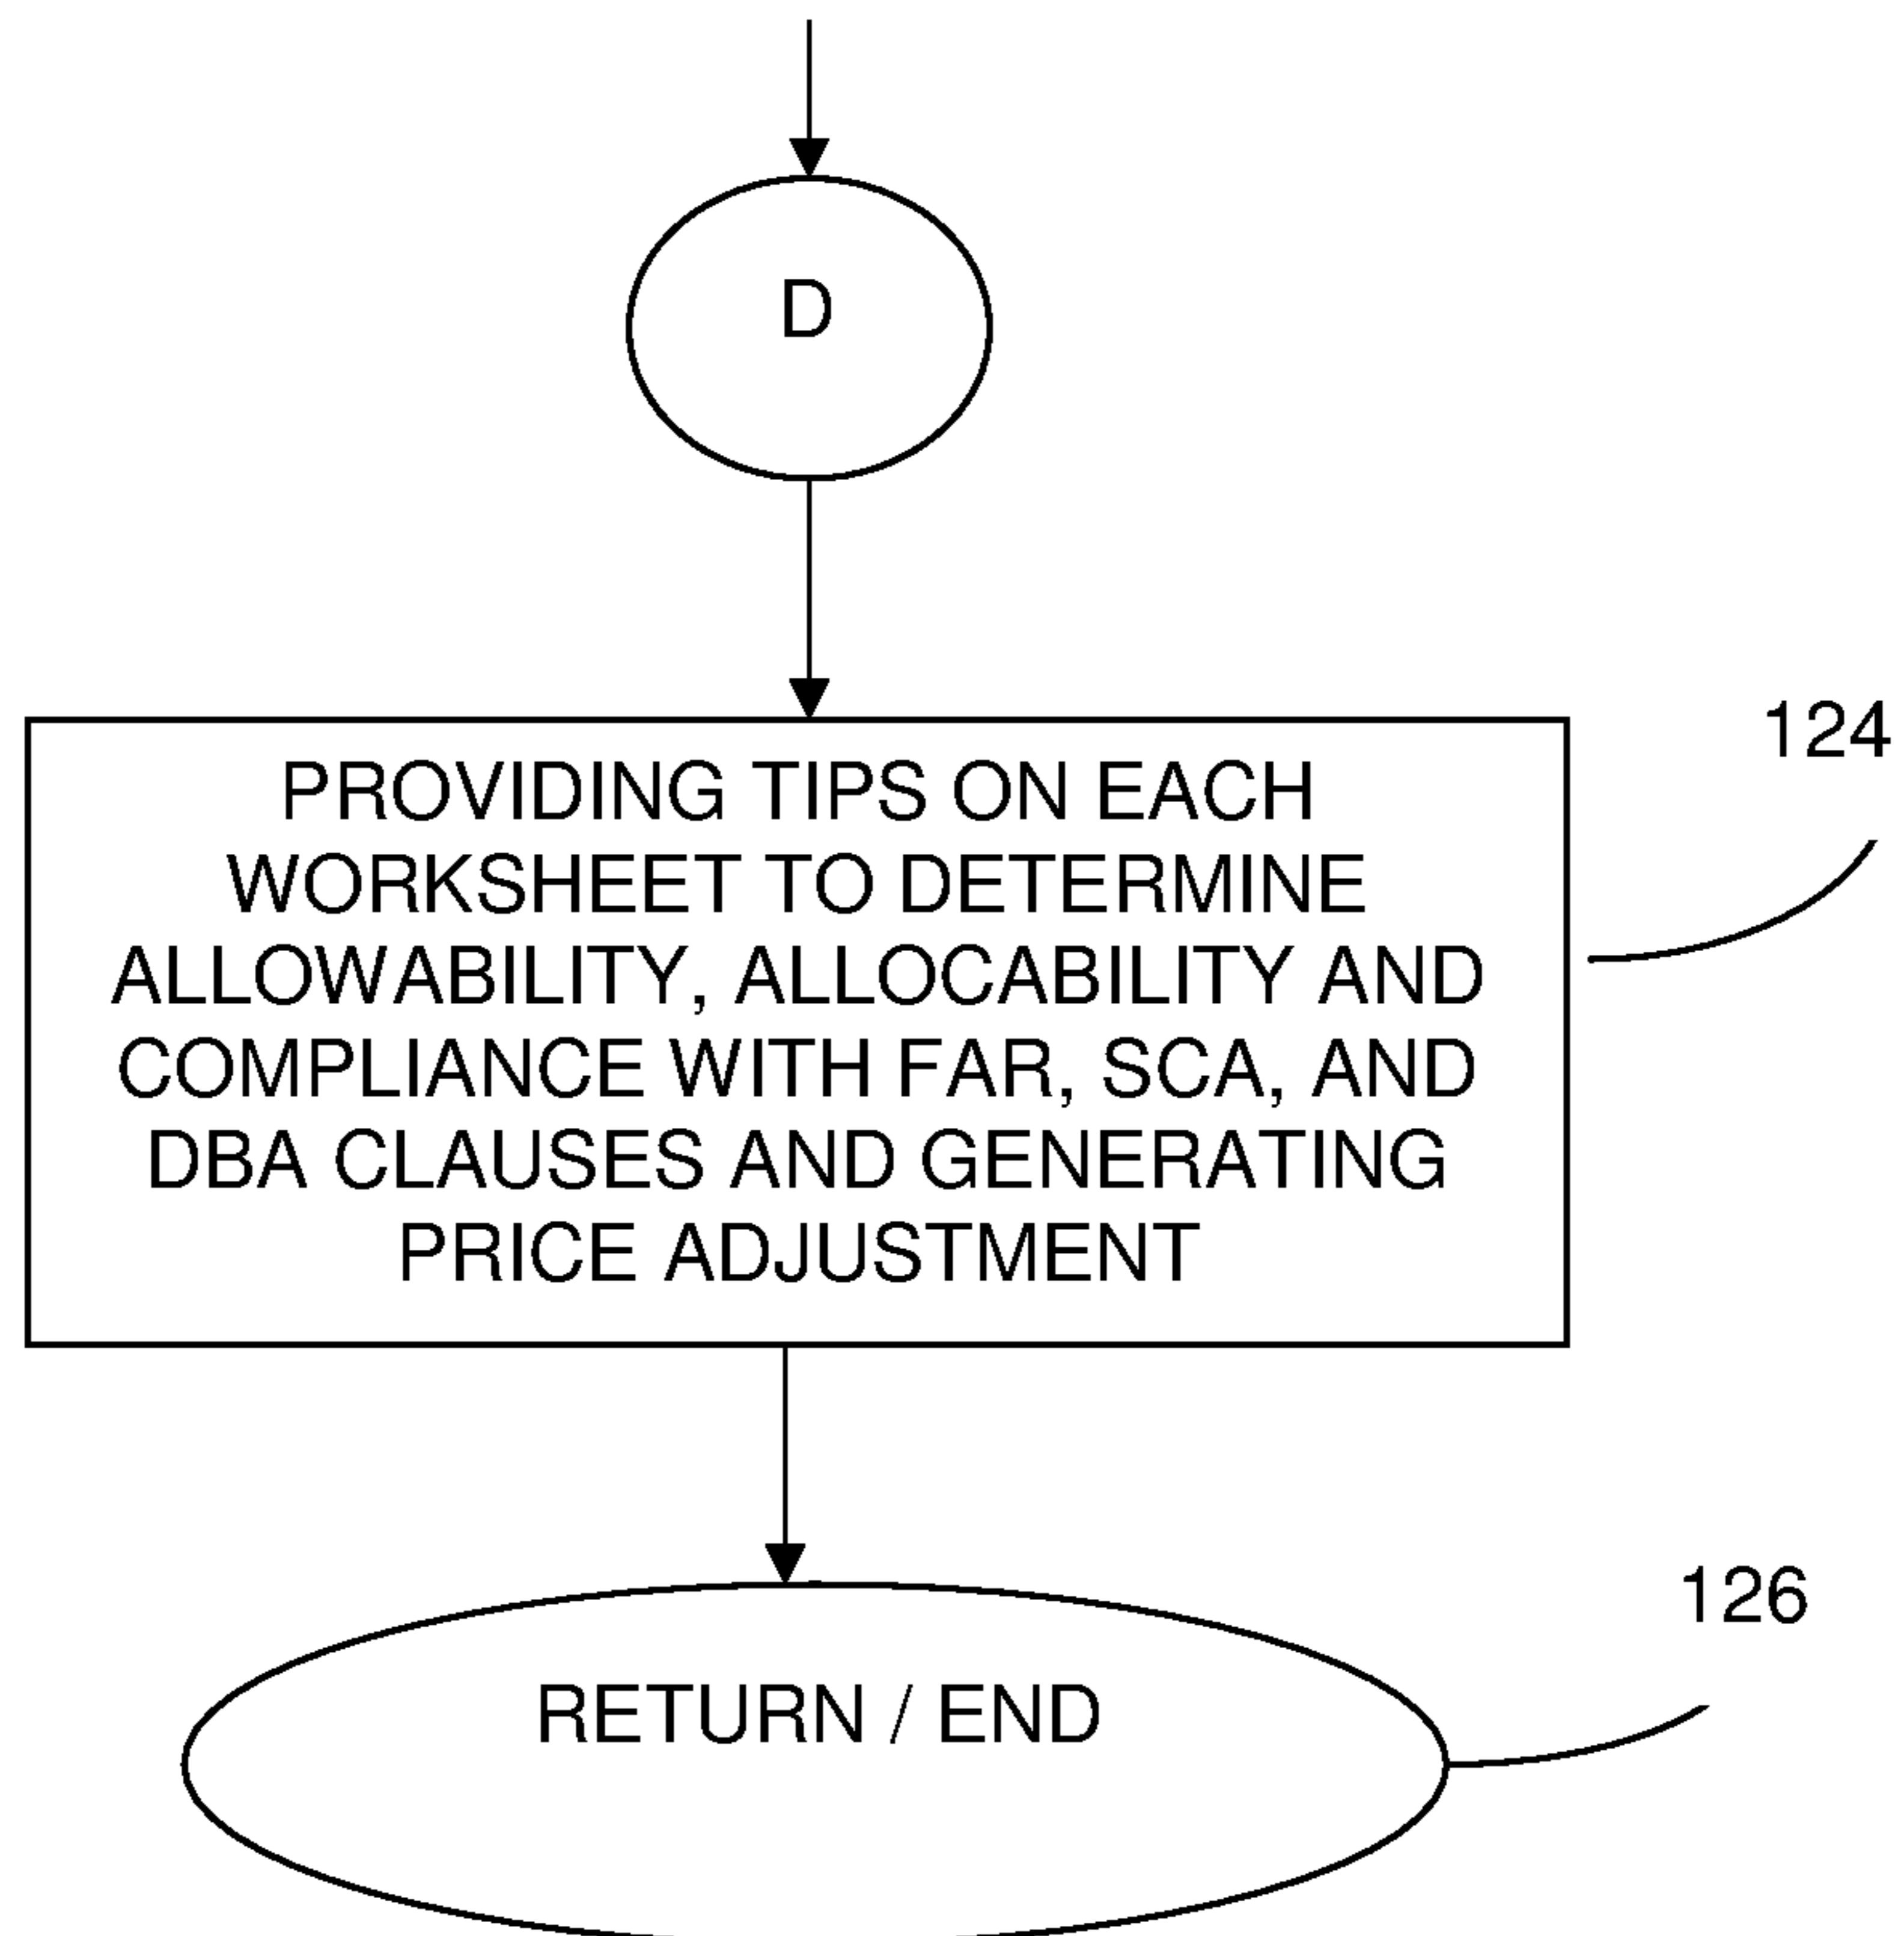 D
124
PROVIDING TIPS ON EACH
WORKSHEET TO DETERMINE
ALLOWABILITY, ALLOCABILITY AND
COMPLIANCE WITH FAR, SCA, AND
DBA CLAUSES AND GENERATING
PRICE ADJUSTMENT
126
RETURN / END